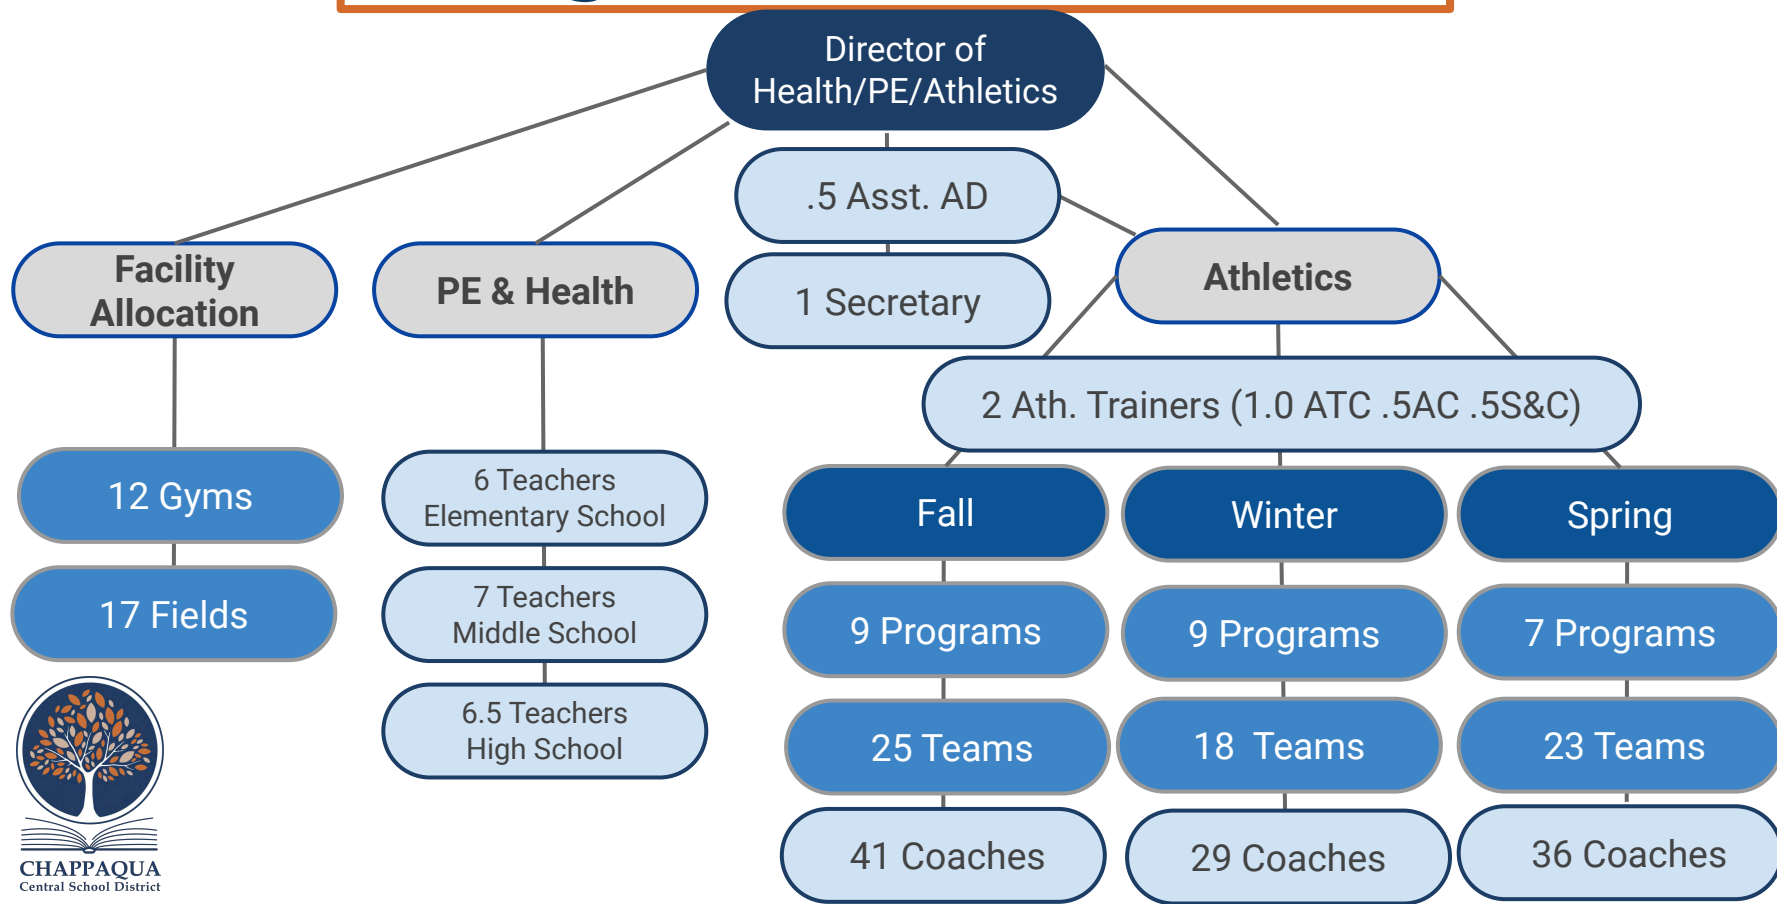 Director of
Health/PE/Athletics
.5 Asst. AD
1 Secretary
Facility
Allocation
PE & Health
Athletics
2 Ath. Trainers (1.0 ATC .5AC .5S&C)
12 Gyms
17 Fields
6 Teachers
Elementary School
7 Teachers
Middle School
6.5 Teachers
High School
Fall
9 Programs
25 Teams
41 Coaches
Winter
9 Programs
18 Teams
29 Coaches
Spring
7 Programs
23 Teams
36 Coaches
CHAPPAQUA
Central School District